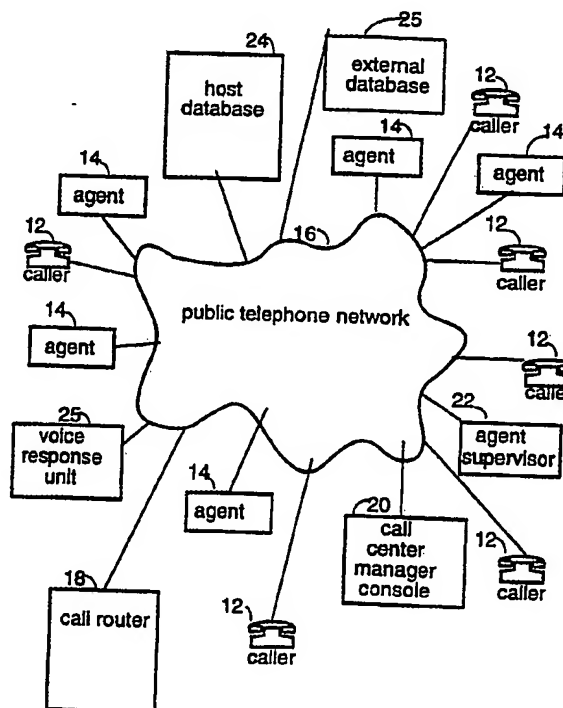 24
host
database
25
external
database
12
caller
14
agent
14
agent
14
agent
12
caller
16
12
caller
public telephone network
14
agent
12
caller
25
voice
response
unit
22
agent
supervisor
14
agent
20
call
center
manager
console
12
caller
18
call router
12
caller